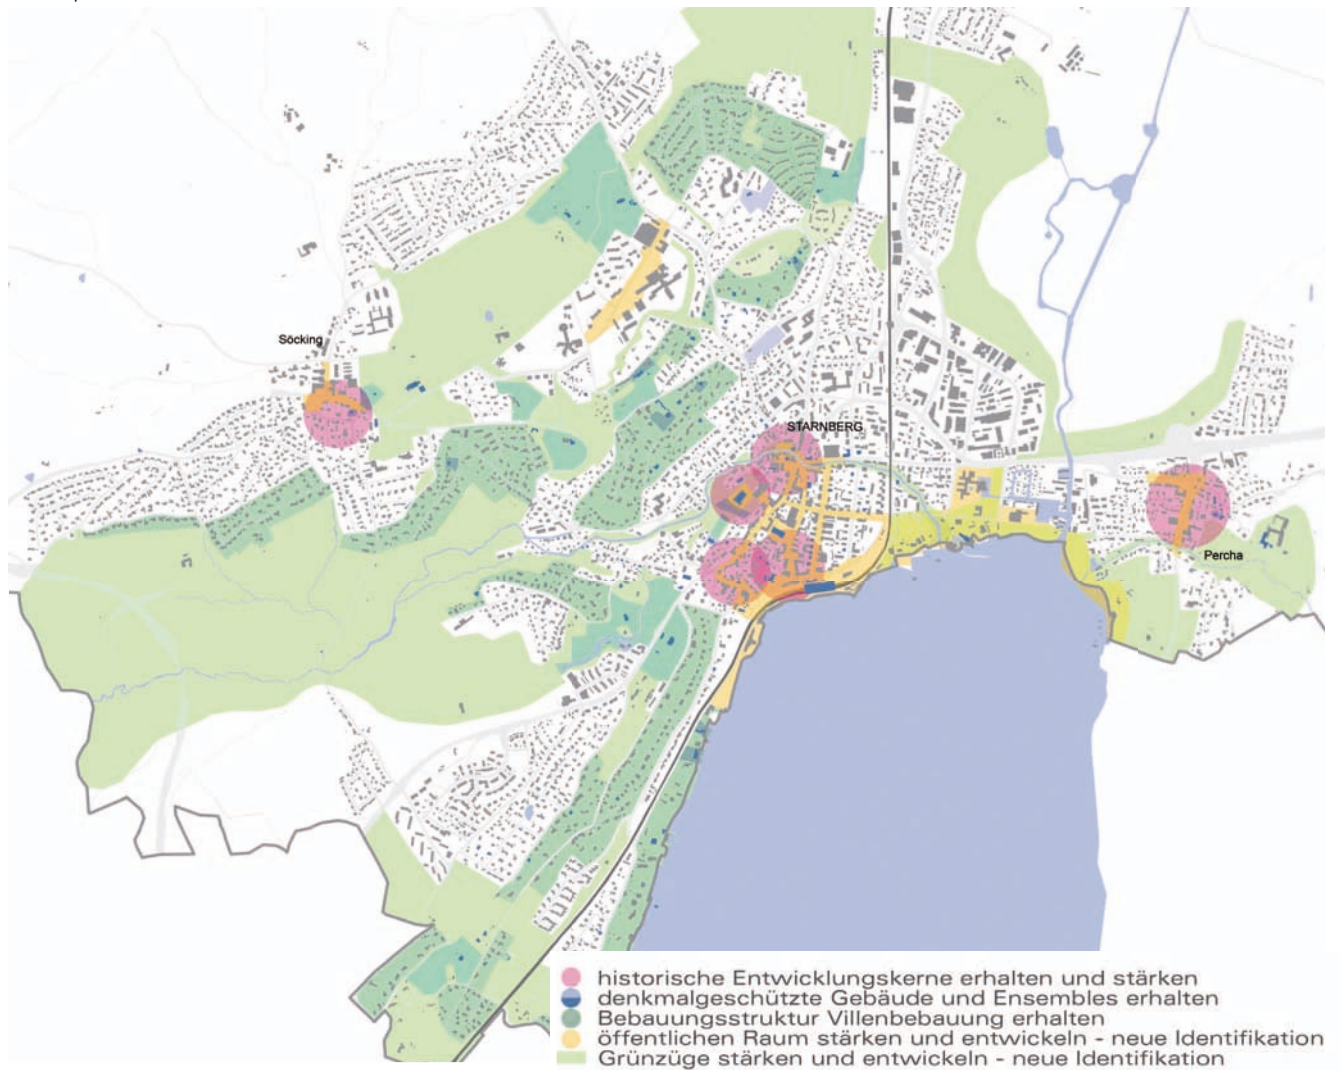 Söcking
STARNBERG
Percha
historische Entwicklungskerne erhalten und stärken
denkmalgeschützte Gebäude und Ensembles erhalten
Bebauungsstruktur Villenbebauung erhalten
öffentlichen Raum stärken und entwickeln - neue Identifikation
Grünzüge stärken und entwickeln - neue Identifikation